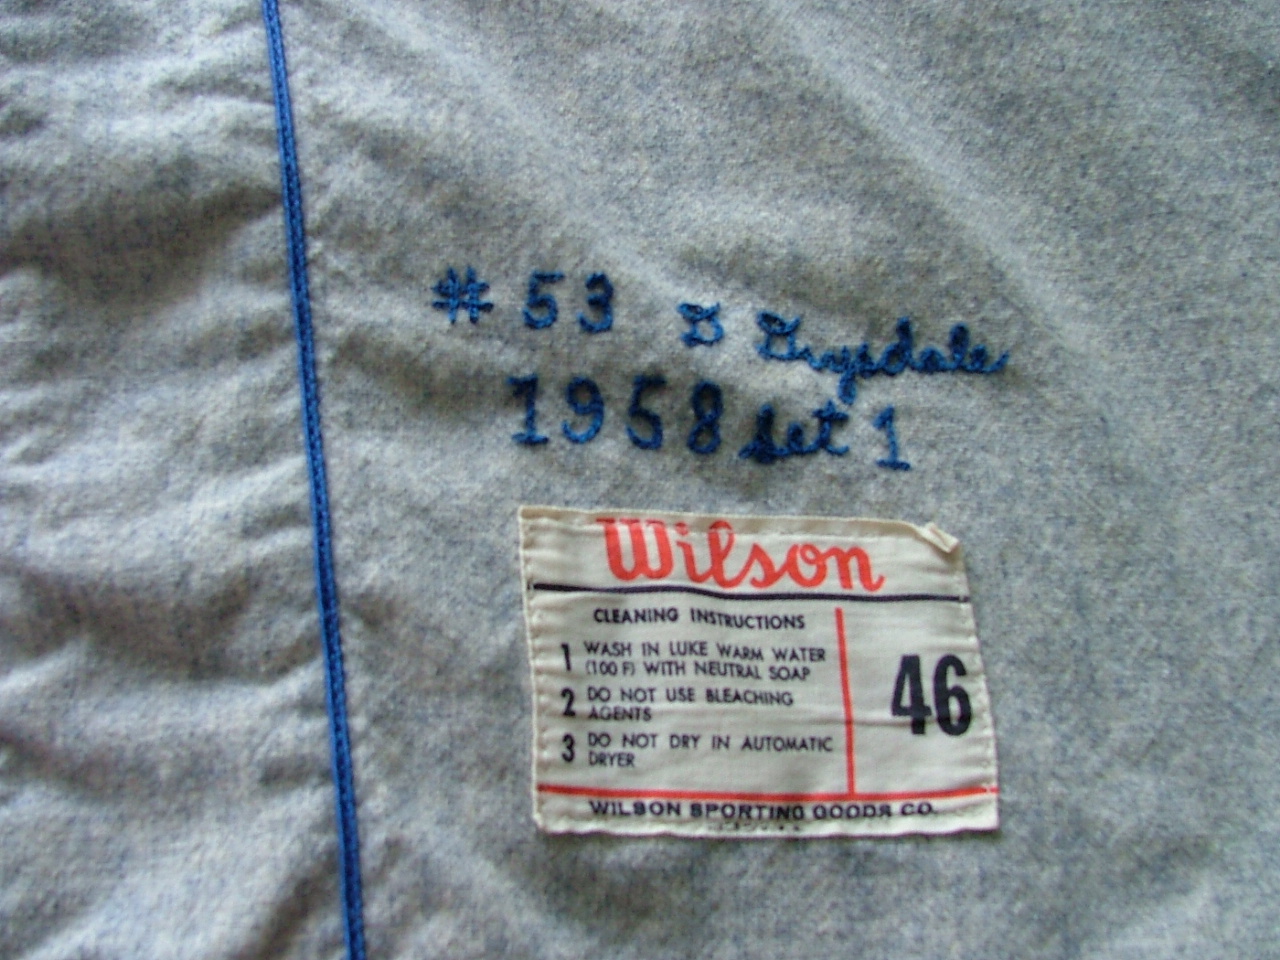 # 53 D Drysdale
1958 set 1
Wilson
CLEANING INSTRUCTIONS
1 WASH IN LUKE WARM WATER
(100 F) WITH NEUTRAL SOAP
2 DO NOT USE BLEACHING
AGENTS
3 DO NOT DRY IN AUTOMATIC
DRYER
46
WILSON SPORTING GOODS CO.